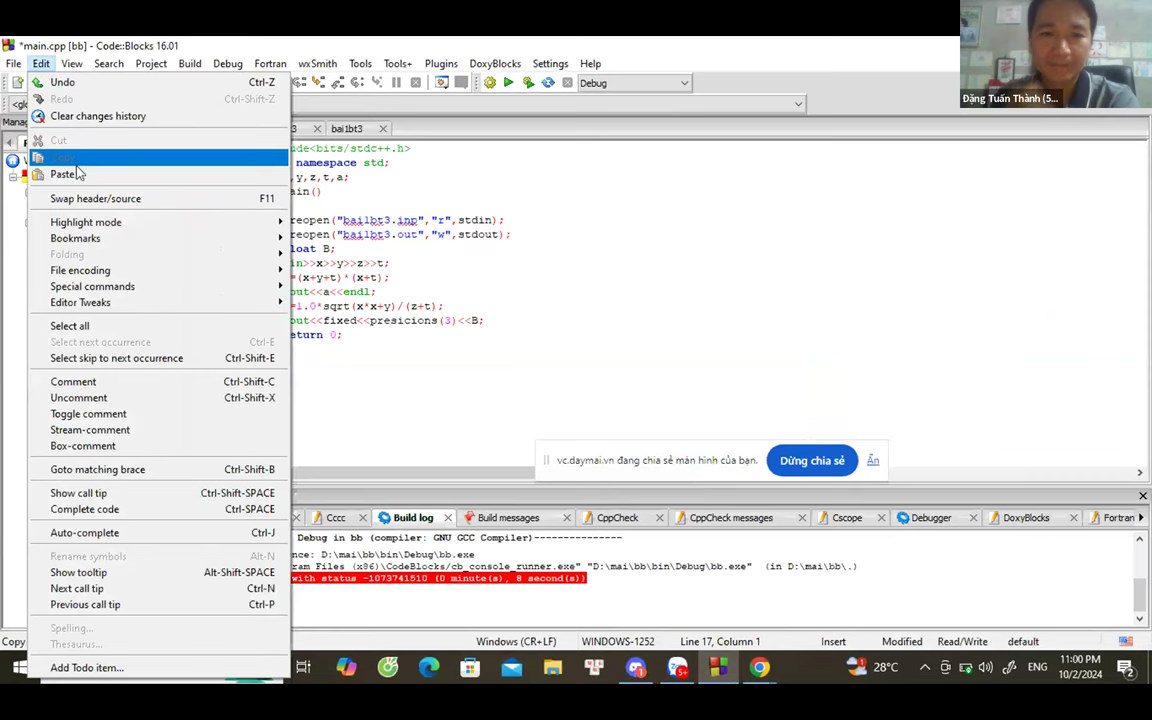 *main.cpp [bb] - Code::Blocks 16.01
File Edit View Search Project Build Debug Fortran wxSmith Tools Tools+ Plugins DoxyBlocks Settings Help
Debug
Đặng Tuấn Thành (5...
<glo
Mana
3 bai1bt3
Undo Ctrl-Z
Redo Ctrl-Shift-Z
Clear changes history
Cut
Copy
Paste
Swap header/source F11
Highlight mode
Bookmarks
Folding
File encoding
Special commands
Editor Tweaks
Select all
Select next occurrence Ctrl-E
Select skip to next occurrence Ctrl-Shift-E
Comment Ctrl-Shift-C
Uncomment Ctrl-Shift-X
Toggle comment
Stream-comment
Box-comment
Goto matching brace Ctrl-Shift-B
Show call tip Ctrl-Shift-SPACE
Complete code Ctrl-SPACE
Auto-complete Ctrl-J
Rename symbols Alt-N
Show tooltip Alt-Shift-SPACE
Next call tip Ctrl-N
Previous call tip Ctrl-P
Spelling...
Thesaurus...
Add Todo item...
ude<bits/stdc++.h>
namespace std;
,y,z,t,a;
ain()
reopen("bai1bt3.inp","r",stdin);
reopen("bai1bt3.out","w",stdout);
loat B;
in>>x>>y>>z>>t;
=(x+y+t)*(x+t);
out<<a<<endl;
=1.0*sqrt(x*x+y)/(z+t);
out<<fixed<<presicions(3)<<B;
eturn 0;
vc.daymai.vn đang chia sẻ màn hình của bạn. Dừng chia sẻ Ẩn
Cccc Build log Build messages CppCheck CppCheck messages Cscope Debugger DoxyBlocks Fortran
Debug in bb (compiler: GNU GCC Compiler)---------------
nce: D:\mai\bb\bin\Debug\bb.exe
ram Files (x86)\CodeBlocks/cb_console_runner.exe" "D:\mai\bb\bin\Debug\bb.exe" (in D:\mai\bb\.)
with status -1073741510 (0 minute(s), 8 second(s))
Copy Windows (CR+LF) WINDOWS-1252 Line 17, Column 1 Insert Modified Read/Write default
28°C ENG 11:00 PM
10/2/2024 2